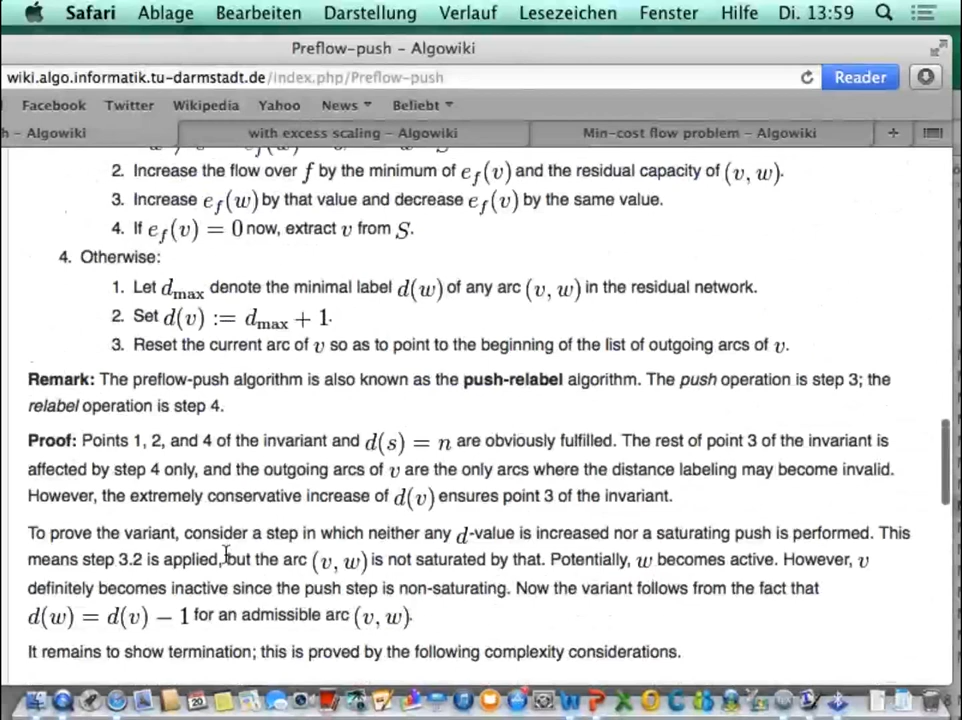 Safari Ablage Bearbeiten Darstellung Verlauf Lesezeichen Fenster Hilfe Di. 13:59
Preflow-push – Algowiki
wiki.algo.informatik.tu-darmstadt.de/index.php/Preflow-push Reader
Facebook Twitter Wikipedia Yahoo News Beliebt
h – Algowiki with excess scaling – Algowiki Min-cost flow problem – Algowiki +
2. Increase the flow over f by the minimum of e_f(v) and the residual capacity of (v, w).
3. Increase e_f(w) by that value and decrease e_f(v) by the same value.
4. If e_f(v) = 0 now, extract v from S.
4. Otherwise:
1. Let d_max denote the minimal label d(w) of any arc (v, w) in the residual network.
2. Set d(v) := d_max + 1.
3. Reset the current arc of v so as to point to the beginning of the list of outgoing arcs of v.
Remark: The preflow-push algorithm is also known as the push-relabel algorithm. The push operation is step 3; the
relabel operation is step 4.
Proof: Points 1, 2, and 4 of the invariant and d(s) = n are obviously fulfilled. The rest of point 3 of the invariant is
affected by step 4 only, and the outgoing arcs of v are the only arcs where the distance labeling may become invalid.
However, the extremely conservative increase of d(v) ensures point 3 of the invariant.
To prove the variant, consider a step in which neither any d-value is increased nor a saturating push is performed. This
means step 3.2 is applied, but the arc (v, w) is not saturated by that. Potentially, w becomes active. However, v
definitely becomes inactive since the push step is non-saturating. Now the variant follows from the fact that
d(w) = d(v) − 1 for an admissible arc (v, w).
It remains to show termination; this is proved by the following complexity considerations.